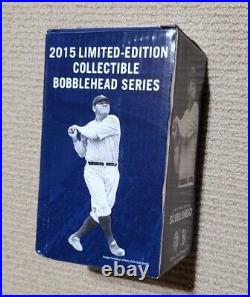 2015 LIMITED-EDITION
COLLECTIBLE
BOBBLEHEAD SERIES
BOBBLEHEAD